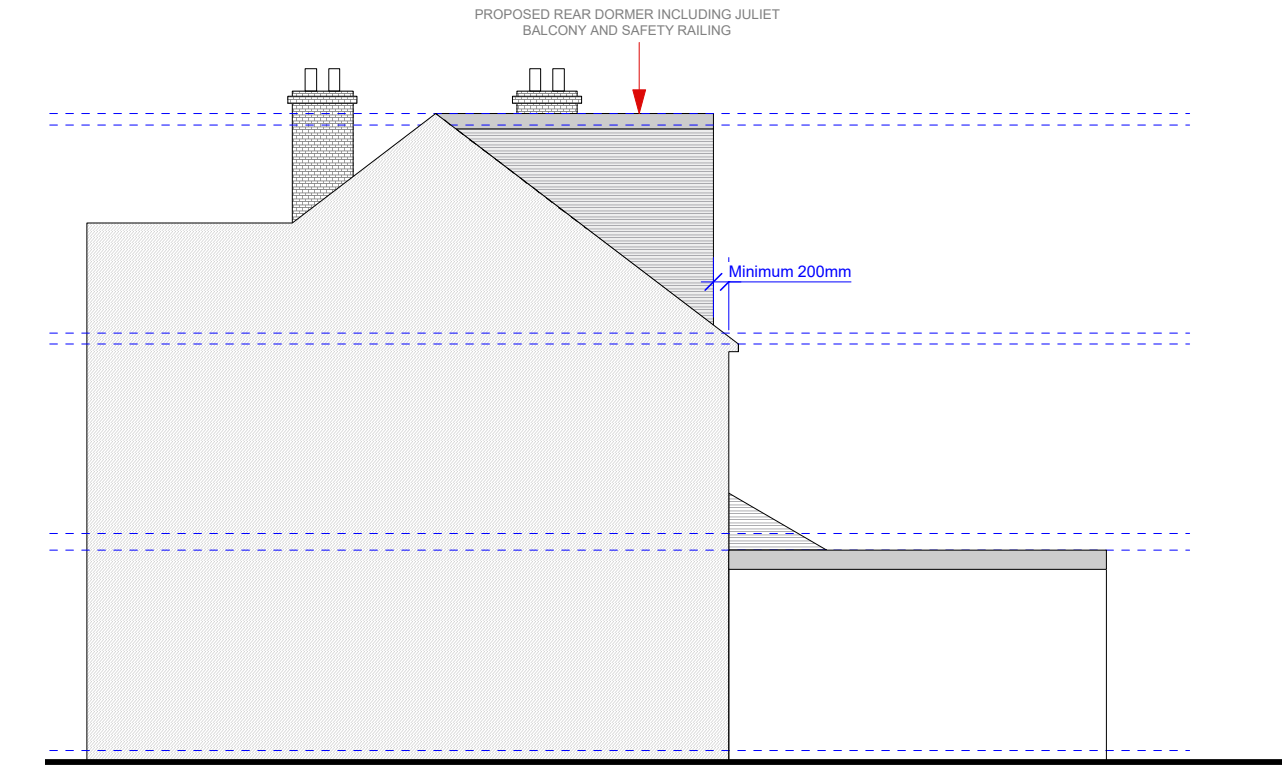 PROPOSED REAR DORMER INCLUDING JULIET
BALCONY AND SAFETY RAILING
Minimum 200mm